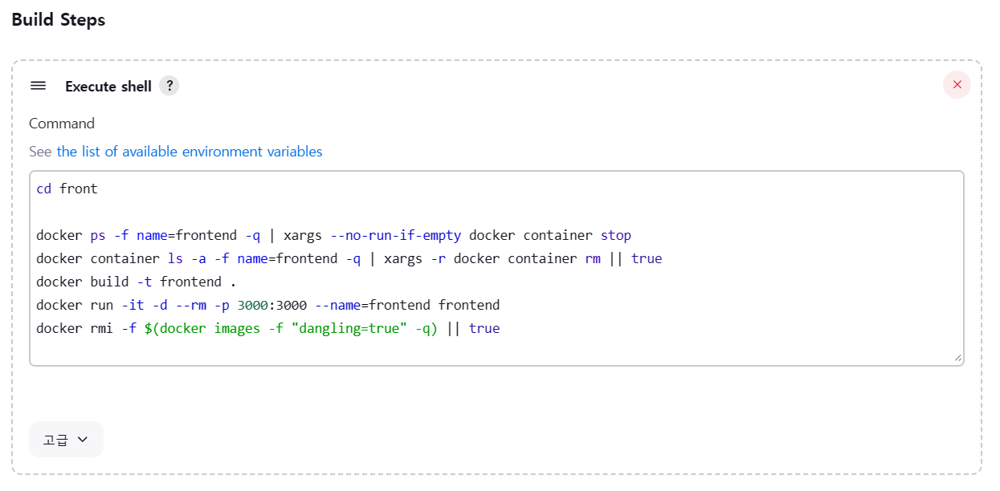 Build Steps
Execute shell ?
Command
See the list of available environment variables
cd front
docker ps -f name=frontend -q | xargs --no-run-if-empty docker container stop
docker container ls -a -f name=frontend -q | xargs -r docker container rm || true
docker build -t frontend .
docker run -it -d --rm -p 3000:3000 --name=frontend frontend
docker rmi -f $(docker images -f "dangling=true" -q) || true
고급